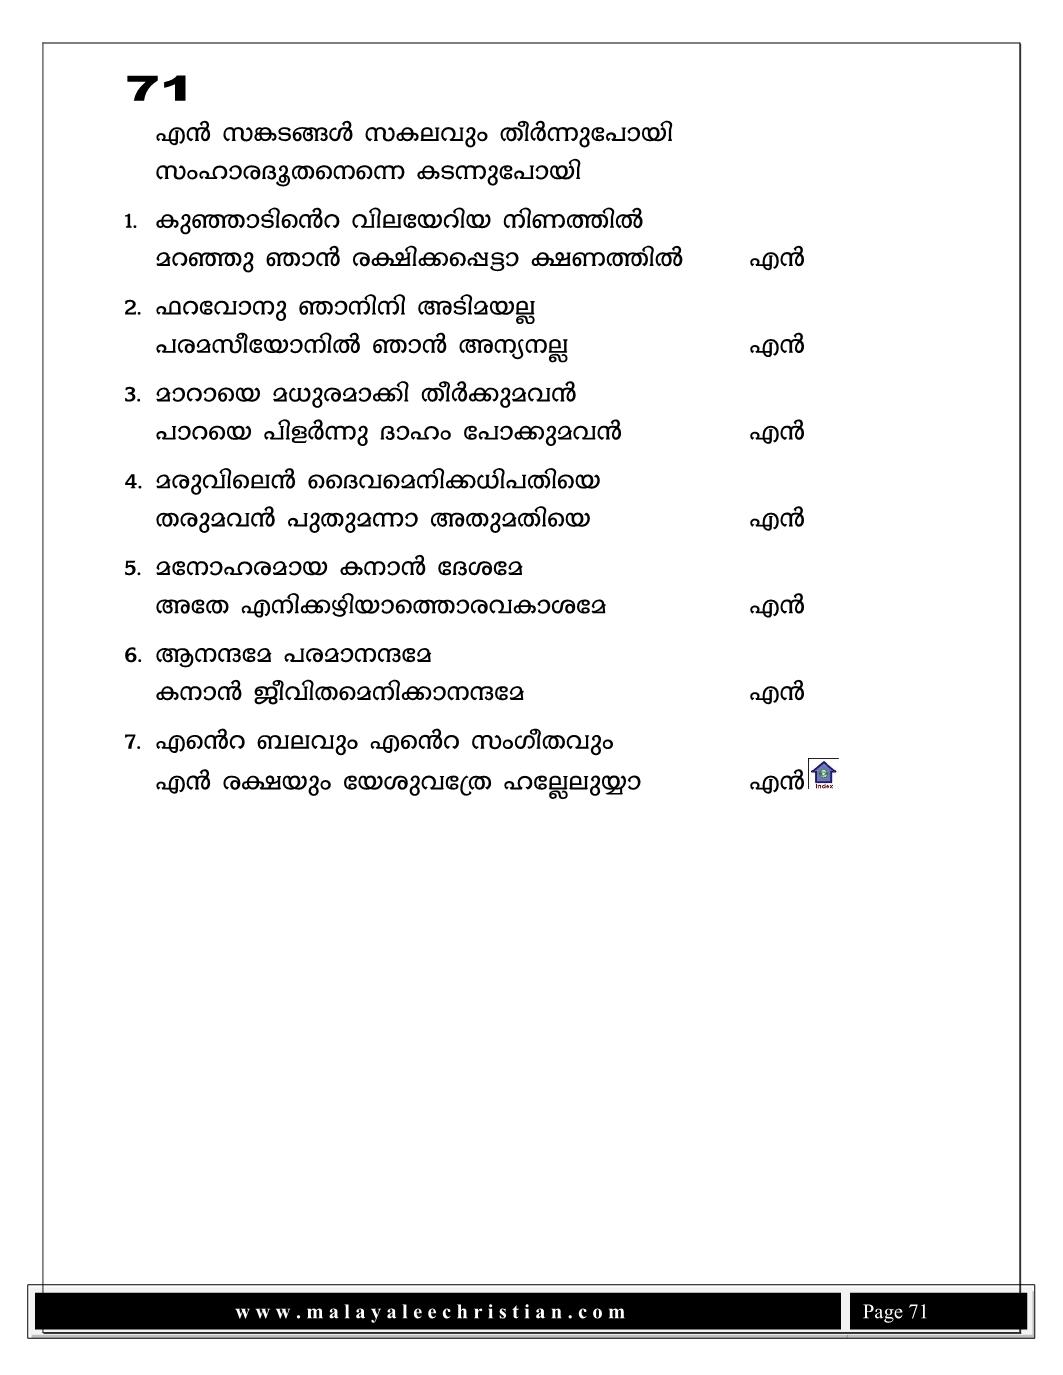 71
എൻ സങ്കടങ്ങൾ സകലവും തീർന്നുപോയി
സംഹാരദൂതനെന്നെ കടന്നുപോയി
1. കുഞ്ഞാടിൻെറ വിലയേറിയ നിണത്തിൽ
മറഞ്ഞു ഞാൻ രക്ഷിക്കപ്പെട്ടാ ക്ഷണത്തിൽ എൻ
2. ഫറവോനു ഞാനിനി അടിമയല്ല
പരമസീയോനിൽ ഞാൻ അന്യനല്ല എൻ
3. മാറായെ മധുരമാക്കി തീർക്കുമവൻ
പാറയെ പിളർന്നു ദാഹം പോക്കുമവൻ എൻ
4. മരുവിലെൻ ദൈവമെനിക്കധിപതിയെ
തരുമവൻ പുതുമന്നാ അതുമതിയെ എൻ
5. മനോഹരമായ കനാൻ ദേശമേ
അതേ എനിക്കഴിയാത്തൊരവകാശമേ എൻ
6. ആനന്ദമേ പരമാനന്ദമേ
കനാൻ ജീവിതമെനിക്കാനന്ദമേ എൻ
7. എൻെറ ബലവും എൻെറ സംഗീതവും
എൻ രക്ഷയും യേശുവത്രേ ഹല്ലേലുയ്യാ എൻ
Index
www.malayaleechristian.com Page 71